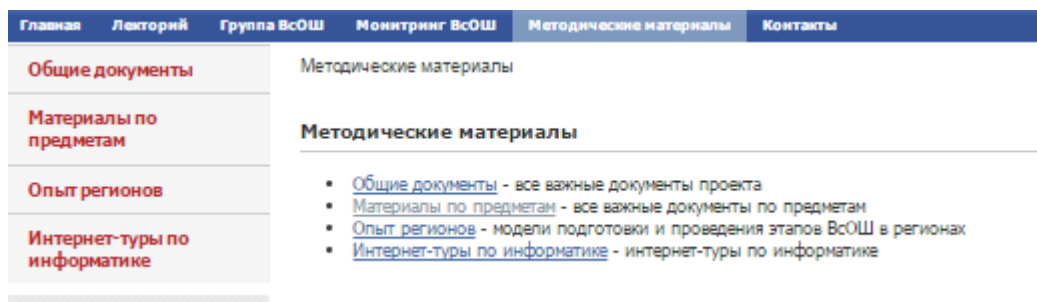 Главная Лекторий Группа ВсОШ Монитринг ВсОШ Методические материалы Контакты
Общие документы
Материалы по
предметам
Опыт регионов
Интернет-туры по
информатике
Методические материалы
Методические материалы
• Общие документы - все важные документы проекта
• Материалы по предметам - все важные документы по предметам
• Опыт регионов - модели подготовки и проведения этапов ВсОШ в регионах
• Интернет-туры по информатике - интернет-туры по информатике